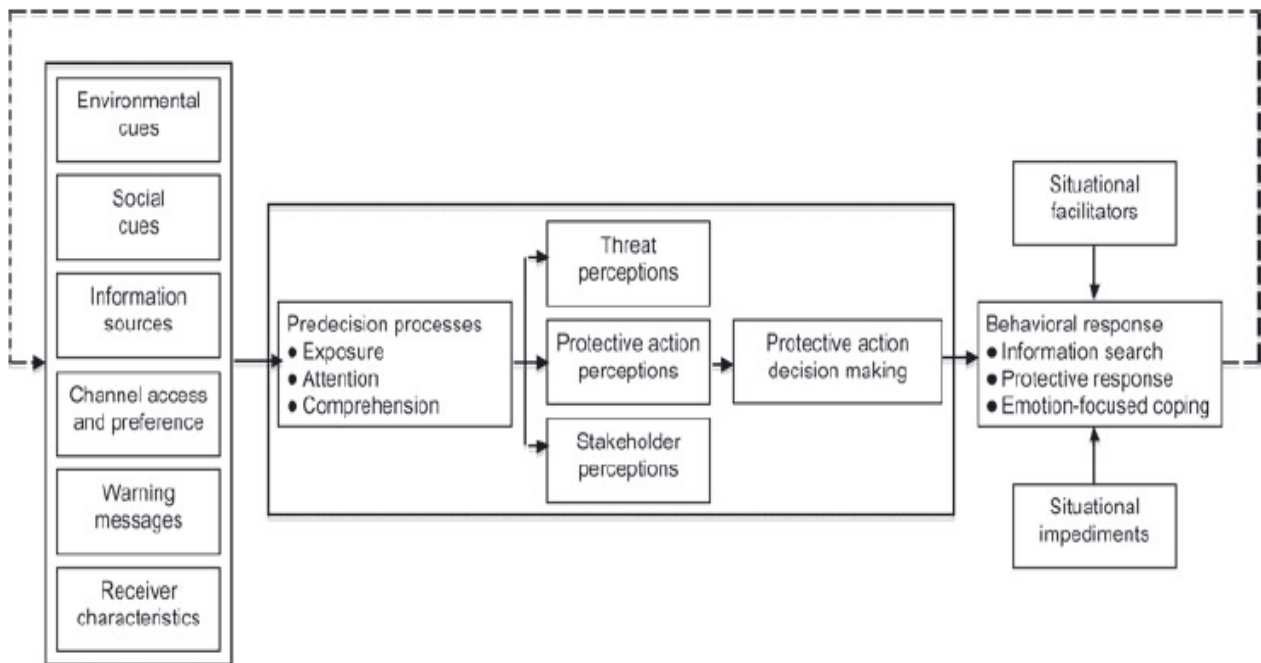 Environmental
cues
Social
cues
Information
sources
Channel access
and preference
Warning
messages
Receiver
characteristics
Predecision processes
● Exposure
● Attention
● Comprehension
Threat
perceptions
Protective action
perceptions
Stakeholder
perceptions
Protective action
decision making
Situational
facilitators
Behavioral response
● Information search
● Protective response
● Emotion-focused coping
Situational
impediments